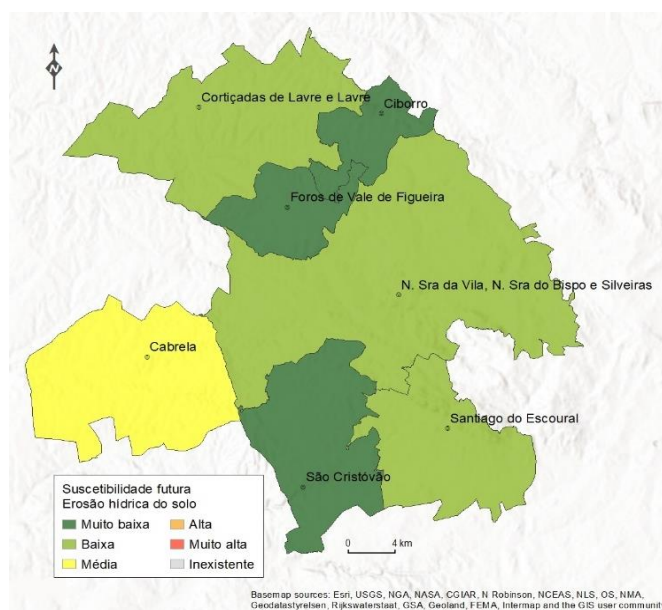 N
Cortiçadas de Lavre e Lavre
Ciborro
Foros de Vale de Figueira
N. Sra da Vila, N. Sra do Bispo e Silveiras
Cabrela
Santiago do Escoural
São Cristóvão
Suscetibilidade futura
Erosão hídrica do solo
Muito baixa
Alta
Baixa
Muito alta
Média
Inexistente
0 4 km
Basemap sources: Esri, USGS, NGA, NASA, CGIAR, N Robinson, NCEAS, NLS, OS, NMA,
Geodatastyrelsen, Rijkswaterstaat, GSA, Geoland, FEMA, Intermap and the GIS user communit